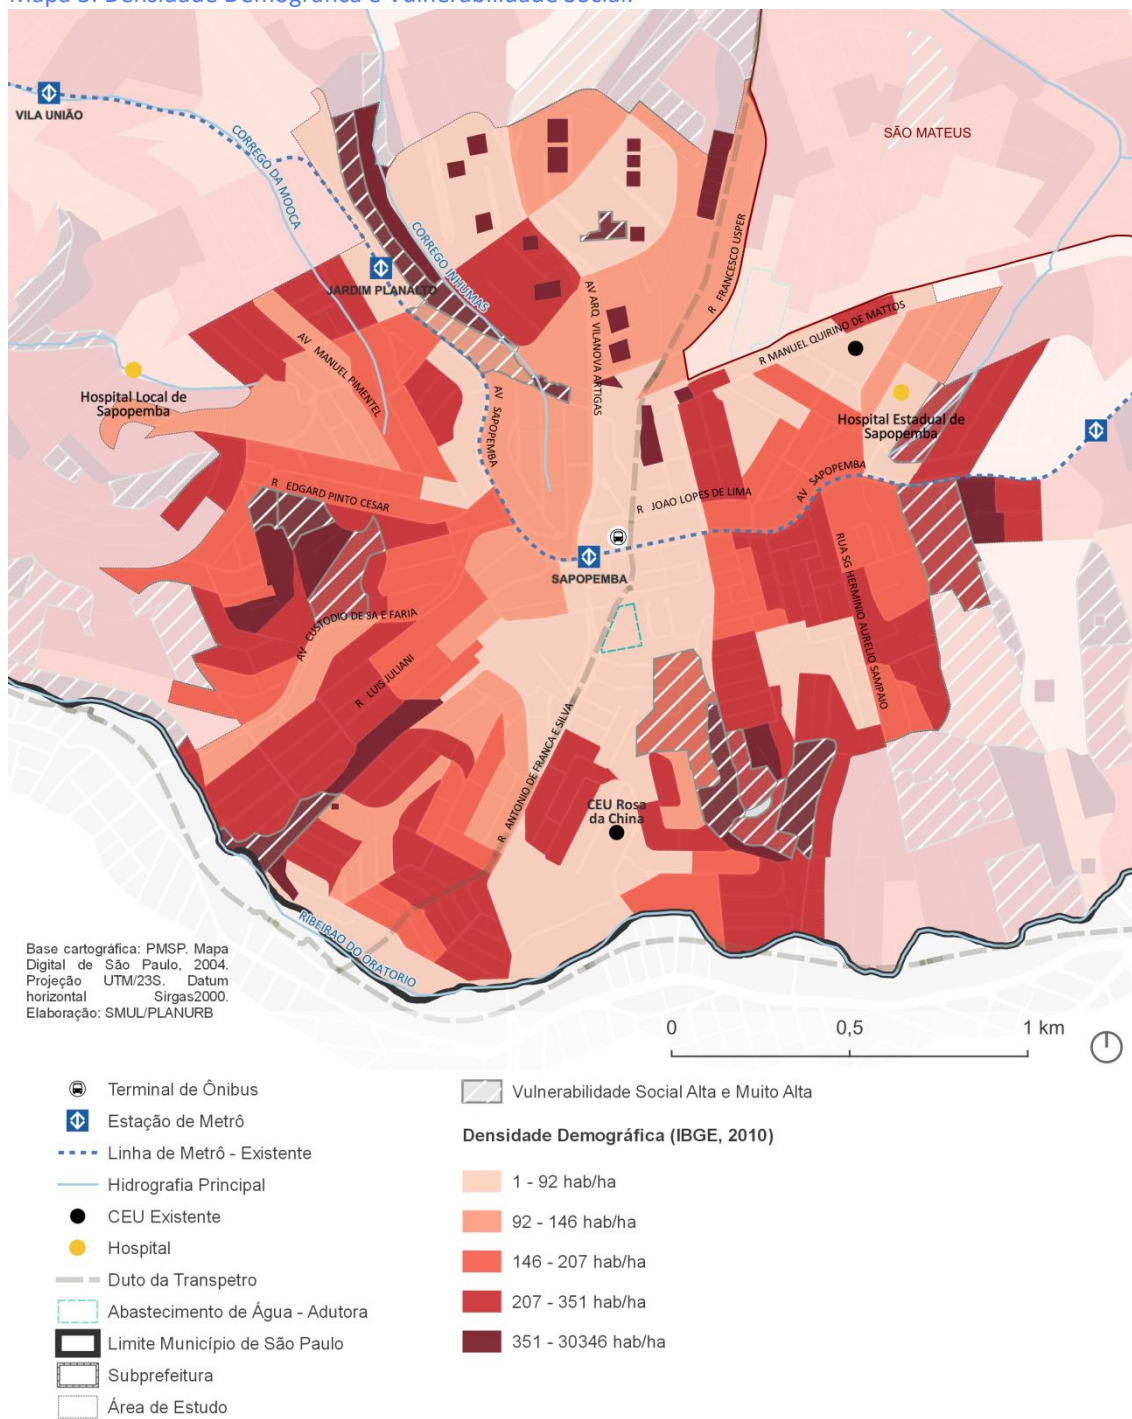 Mapa 3: Densidade Demográfica e Vulnerabilidade Social.
VILA UNIÃO
CORREGO DA MOOCA
SÃO MATEUS
CORREGO INHUMAS
R FRANCESCO USPER
JARDIM PLANALTO
AV ARQ VILANOVA ARTIGAS
R MANUEL QUIRINO DE MATTOS
AV MANUEL PIMENTEL
Hospital Local de
Sapopemba
AV SAPOPEMBA
Hospital Estadual de
Sapopemba
R EDGARD PINTO CESAR
R JOAO LOPES DE LIMA
AV SAPOPEMBA
SAPOPEMBA
RUA SG HERMINIO AURELIO SAMPAIO
AV CUSTODIO DE SA E FARIA
R LUIS JULIANI
R ANTONIO DE FRANCA E SILVA
CEU Rosa
da China
RIBEIRAO DO ORATORIO
Base cartográfica: PMSP. Mapa
Digital de São Paulo, 2004.
Projeção UTM/23S. Datum
horizontal Sirgas2000.
Elaboração: SMUL/PLANURB
0 0,5 1 km
Terminal de Ônibus
Estação de Metrô
Linha de Metrô - Existente
Hidrografia Principal
CEU Existente
Hospital
Duto da Transpetro
Abastecimento de Água - Adutora
Limite Município de São Paulo
Subprefeitura
Área de Estudo
Vulnerabilidade Social Alta e Muito Alta
Densidade Demográfica (IBGE, 2010)
1 - 92 hab/ha
92 - 146 hab/ha
146 - 207 hab/ha
207 - 351 hab/ha
351 - 30346 hab/ha